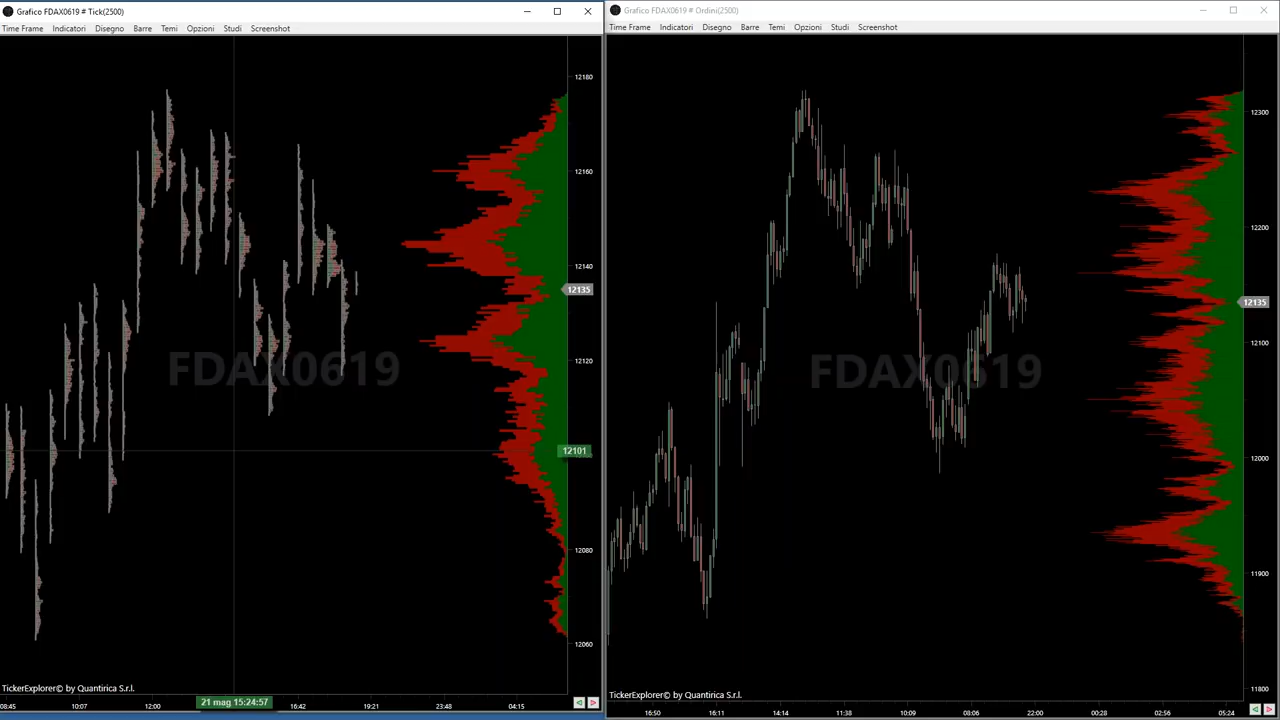 Grafico FDAX0619 # Tick(2500)
Time Frame Indicatori Disegno Barre Temi Opzioni Studi Screenshot
12180
12160
12140
12135
12120
12101
12080
12060
FDAX0619
TickerExplorer© by Quantirica S.r.l.
08:45 10:07 12:00 21 mag 15:24:57 16:42 19:21 23:48 04:15
Grafico FDAX0619 # Ordini(2500)
Time Frame Indicatori Disegno Barre Temi Opzioni Studi Screenshot
12300
12200
12135
12100
12000
11900
11800
FDAX0619
TickerExplorer© by Quantirica S.r.l.
16:50 16:11 14:14 11:38 10:09 08:06 22:00 00:28 02:56 05:24